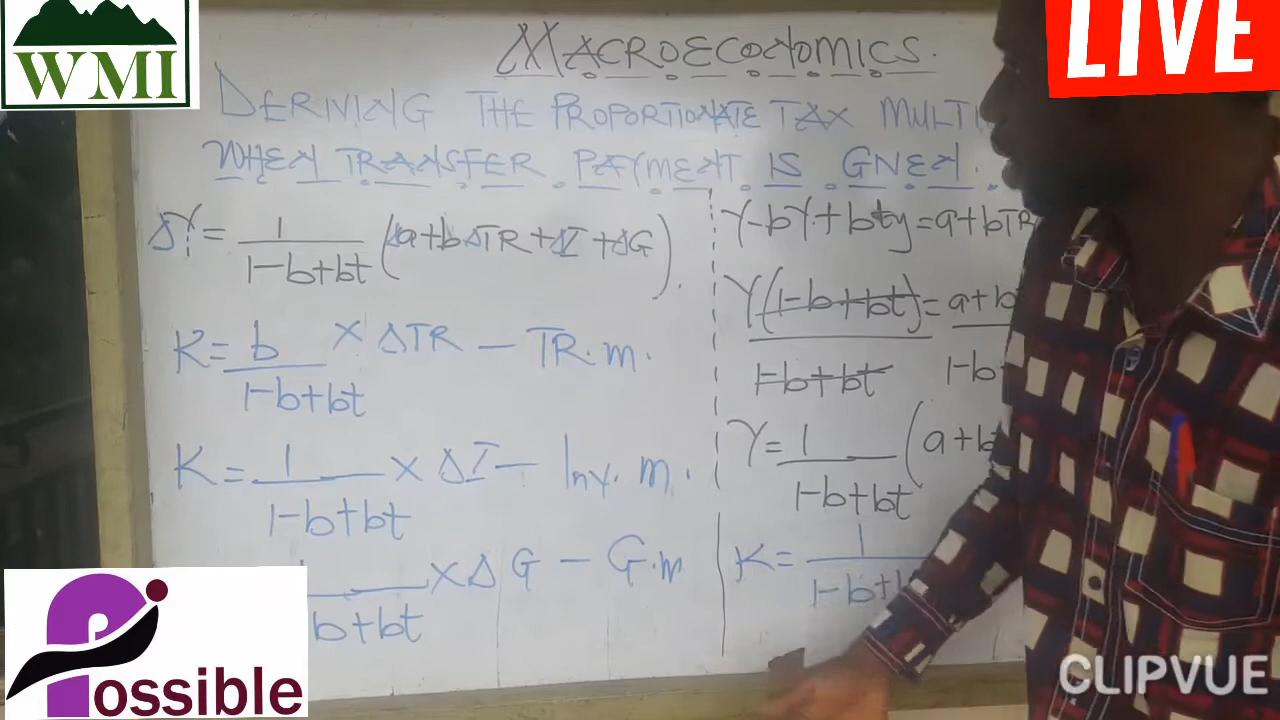 WMI
LIVE
MACROECONOMICS.
DERIVING THE PROPORTIONATE TAX MULTI
WHEN TRANSFER PAYMENT IS GIVEN.
ΔY = 1/(1-b+bt) (Δa+bΔTR+ΔI+ΔG).
K = b/(1-b+bt) × ΔTR – TR.m.
K = 1/(1-b+bt) × ΔI – Inv. m.
b+bt × ΔG – G.m
Y-bY+bty=a+bTR
Y(1-b+bt)=a+b
1-b+bt 1-b
Y = 1/(1-b+bt) (a+b
K = 1/(1-b+b
Possible
CLIPVUE